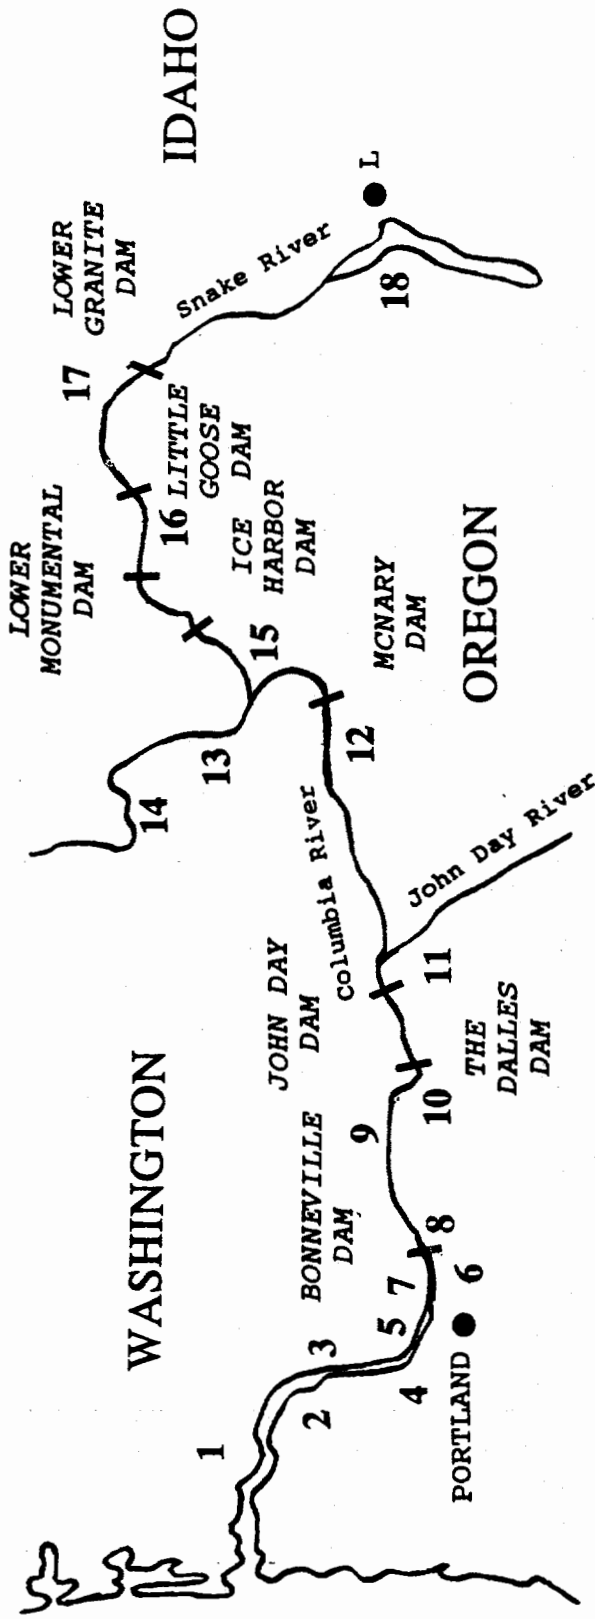 WASHINGTON
IDAHO
OREGON
LOWER
MONUMENTAL
DAM
LOWER
GRANITE
DAM
17
Snake River
L
18
16
LITTLE
GOOSE
DAM
ICE
HARBOR
DAM
15
14
13
MCNARY
DAM
12
Columbia River
John Day River
JOHN DAY
DAM
11
THE
DALLES
DAM
10
9
BONNEVILLE
DAM
8
7
6
5
4
3
2
1
PORTLAND